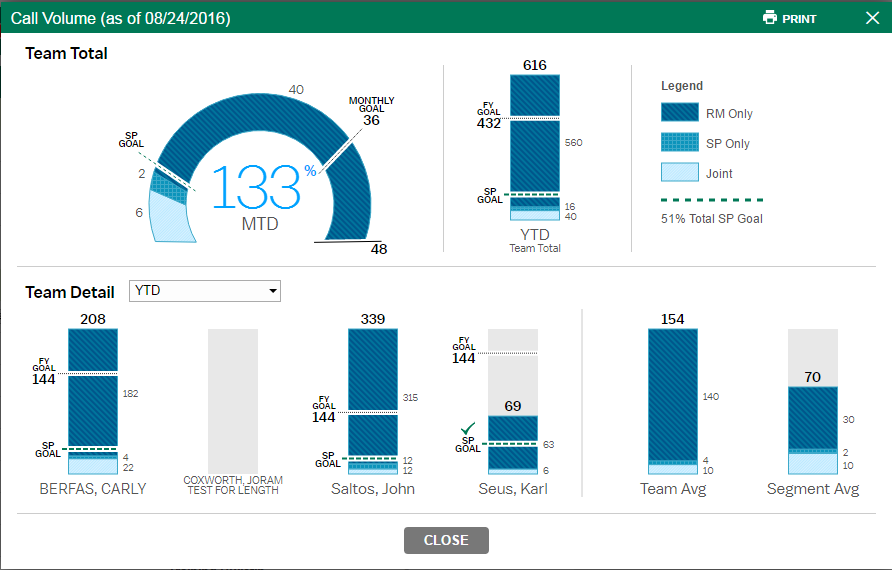 Call Volume (as of 08/24/2016)
PRINT
Team Total
40
MONTHLY
GOAL
36
SP
GOAL
2
6
133%
MTD
48
616
FY
GOAL
432
560
SP
GOAL
16
40
YTD
Team Total
Legend
RM Only
SP Only
Joint
51% Total SP Goal
Team Detail
YTD
208
FY
GOAL
144
182
SP
GOAL
4
22
BERFAS, CARLY
COXWORTH, JORAM
TEST FOR LENGTH
339
FY
GOAL
144
315
SP
GOAL
12
12
Saltos, John
FY
GOAL
144
69
SP
GOAL
63
6
Seus, Karl
154
140
4
10
Team Avg
70
30
2
10
Segment Avg
CLOSE